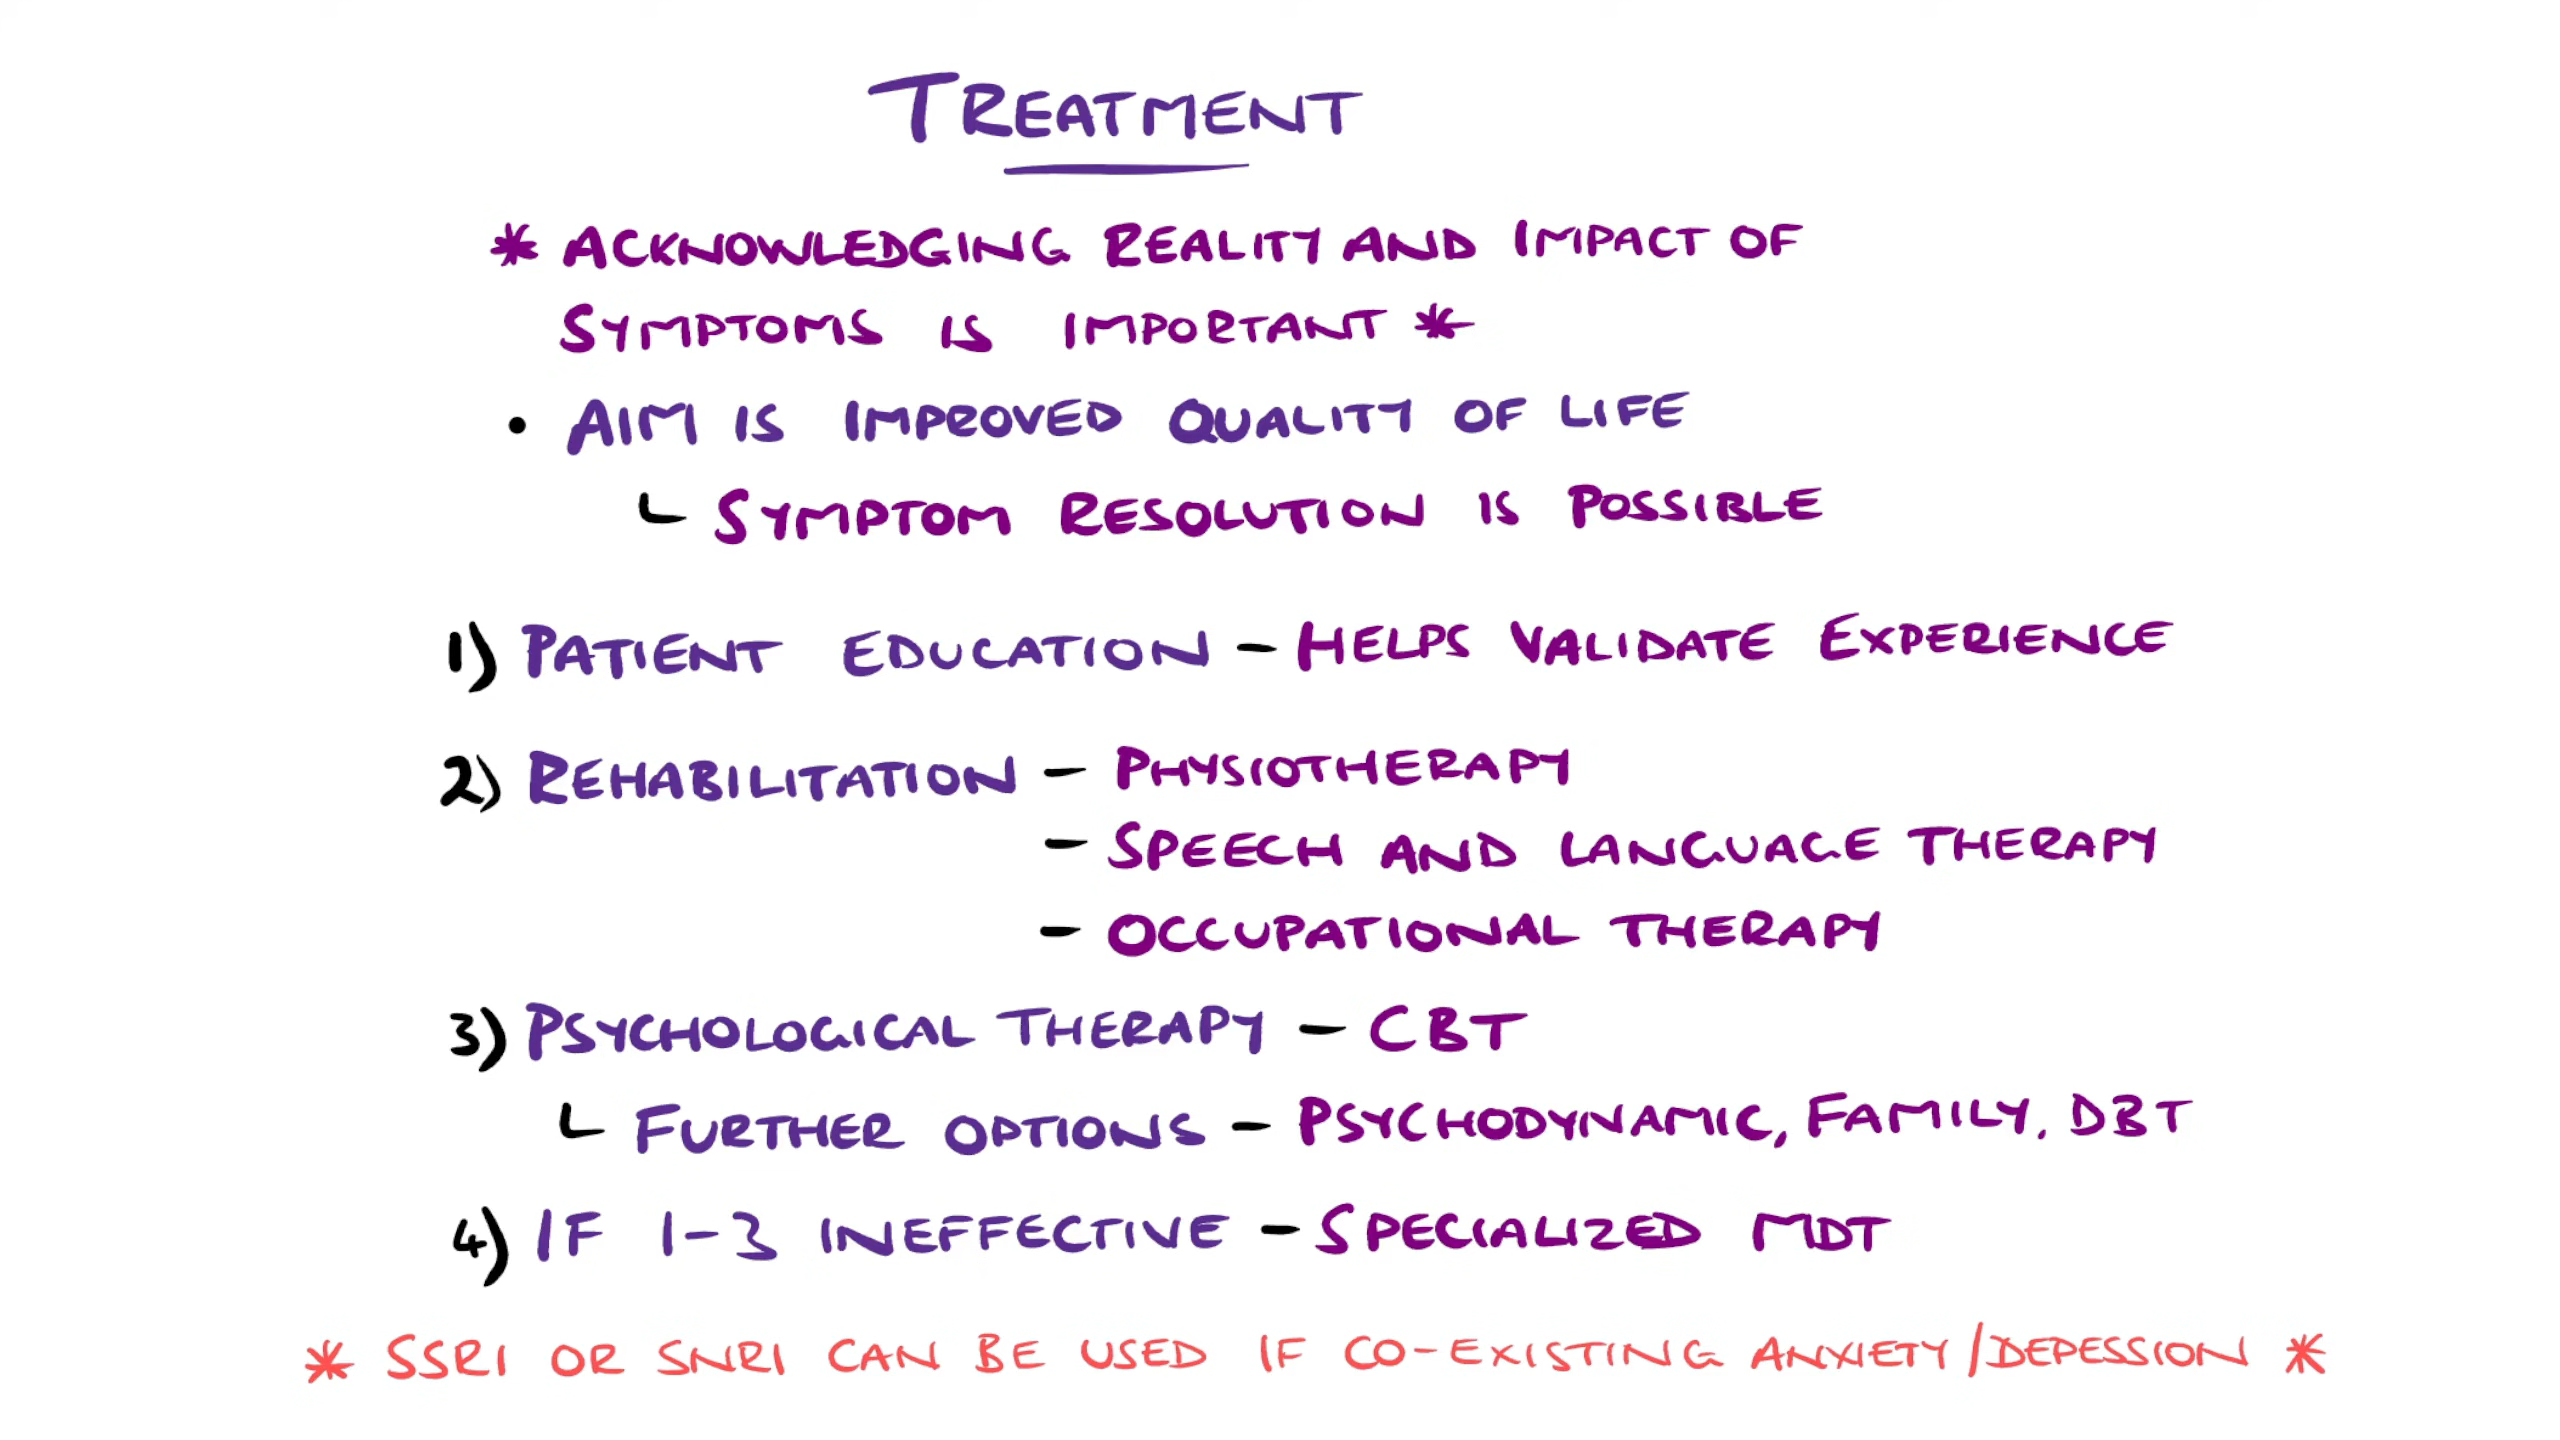 TREATMENT
* ACKNOWLEDGING REALITY AND IMPACT OF
SYMPTOMS IS IMPORTANT *
• AIM IS IMPROVED QUALITY OF LIFE
└ SYMPTOM RESOLUTION IS POSSIBLE
1) PATIENT EDUCATION - HELPS VALIDATE EXPERIENCE
2) REHABILITATION - PHYSIOTHERAPY
- SPEECH AND LANGUAGE THERAPY
- OCCUPATIONAL THERAPY
3) PSYCHOLOGICAL THERAPY - CBT
└ FURTHER OPTIONS - PSYCHODYNAMIC, FAMILY. DBT
4) IF 1-3 INEFFECTIVE - SPECIALIZED MDT
* SSRI OR SNRI CAN BE USED IF CO-EXISTING ANXIETY/DEPESSION *